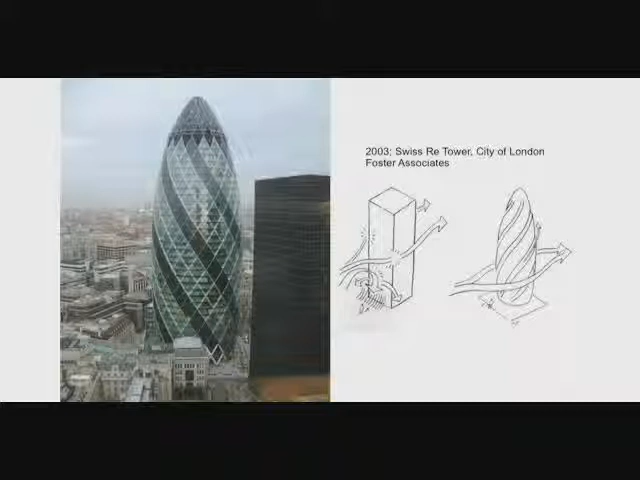 2003; Swiss Re Tower, City of London
Foster Associates